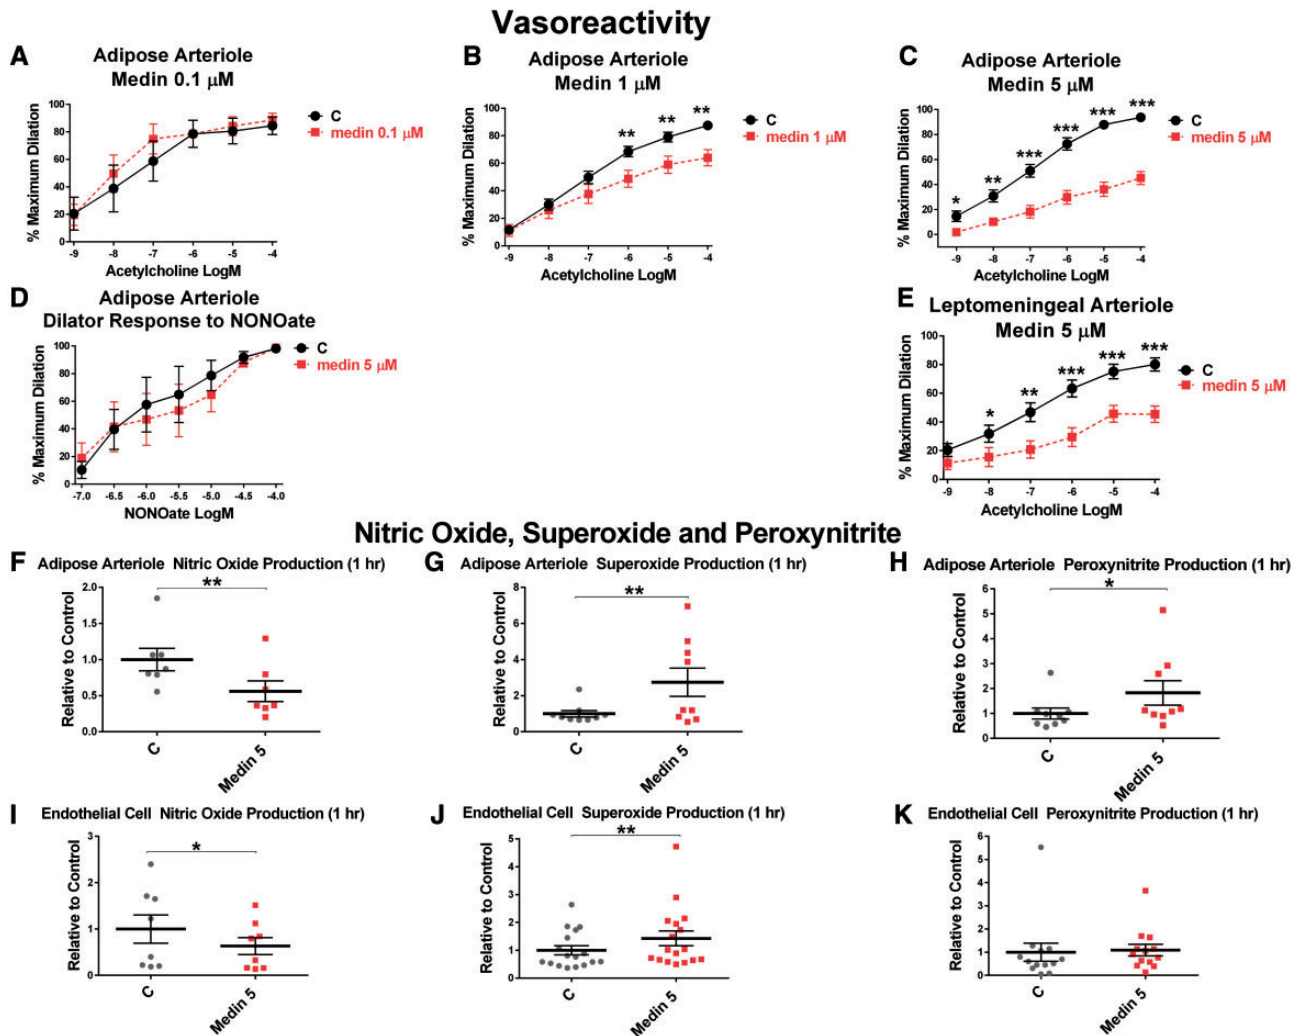 Vasoreactivity
A
Adipose Arteriole
Medin 0.1 μM
% Maximum Dilation
100
80
60
40
20
0
-9 -8 -7 -6 -5 -4
Acetylcholine LogM
C
medin 0.1 μM
B
Adipose Arteriole
Medin 1 μM
% Maximum Dilation
100
80
60
40
20
0
** ** **
-9 -8 -7 -6 -5 -4
Acetylcholine LogM
C
medin 1 μM
C
Adipose Arteriole
Medin 5 μM
% Maximum Dilation
100
80
60
40
20
0
* ** *** *** *** ***
-9 -8 -7 -6 -5 -4
Acetylcholine LogM
C
medin 5 μM
D
Adipose Arteriole
Dilator Response to NONOate
% Maximum Dilation
100
80
60
40
20
0
-7.0 -6.5 -6.0 -5.5 -5.0 -4.5 -4.0
NONOate LogM
C
medin 5 μM
E
Leptomeningeal Arteriole
Medin 5 μM
% Maximum Dilation
100
80
60
40
20
0
* ** *** *** ***
-9 -8 -7 -6 -5 -4
Acetylcholine LogM
C
medin 5 μM
Nitric Oxide, Superoxide and Peroxynitrite
F
Adipose Arteriole Nitric Oxide Production (1 hr)
Relative to Control
2.0
1.5
1.0
0.5
0.0
**
C
Medin 5
G
Adipose Arteriole Superoxide Production (1 hr)
Relative to Control
8
6
4
2
0
**
C
Medin 5
H
Adipose Arteriole Peroxynitrite Production (1 hr)
Relative to Control
6
5
4
3
2
1
0
*
C
Medin 5
I
Endothelial Cell Nitric Oxide Production (1 hr)
Relative to Control
3
2
1
0
*
C
Medin 5
J
Endothelial Cell Superoxide Production (1 hr)
Relative to Control
5
4
3
2
1
0
**
C
Medin 5
K
Endothelial Cell Peroxynitrite Production (1 hr)
Relative to Control
6
5
4
3
2
1
0
C
Medin 5